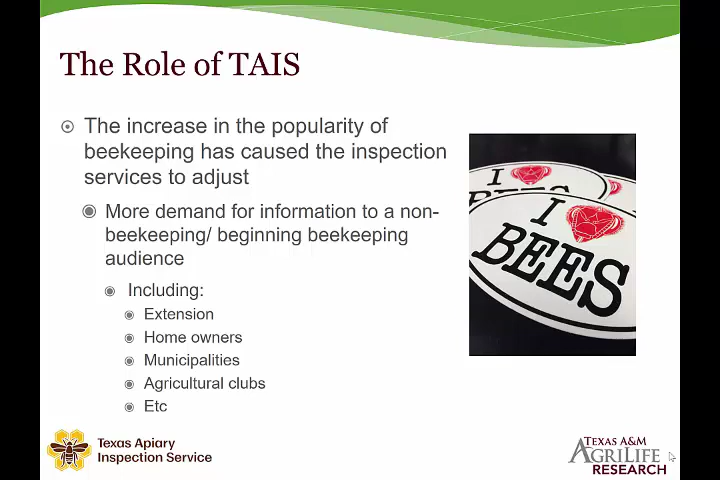 The Role of TAIS
The increase in the popularity of
beekeeping has caused the inspection
services to adjust
More demand for information to a non-
beekeeping/ beginning beekeeping
audience
Including:
Extension
Home owners
Municipalities
Agricultural clubs
Etc
I
BEES
I
BEES
Texas Apiary
Inspection Service
TEXAS A&M
AGRILIFE
RESEARCH